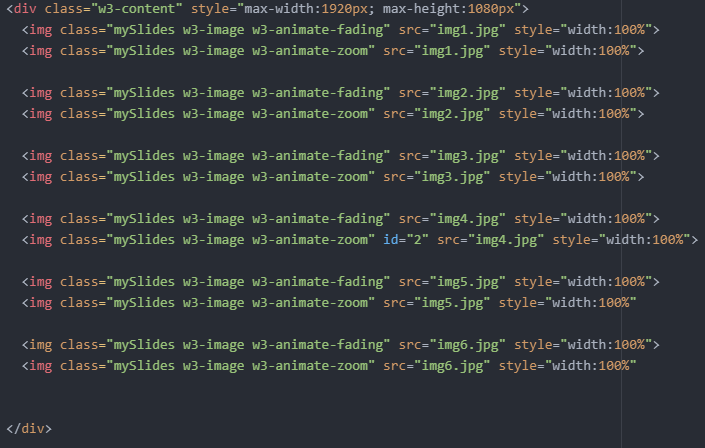 <div class="w3-content" style="max-width:1920px; max-height:1080px">
<img class="mySlides w3-image w3-animate-fading" src="img1.jpg" style="width:100%">
<img class="mySlides w3-image w3-animate-zoom" src="img1.jpg" style="width:100%">
<img class="mySlides w3-image w3-animate-fading" src="img2.jpg" style="width:100%">
<img class="mySlides w3-image w3-animate-zoom" src="img2.jpg" style="width:100%">
<img class="mySlides w3-image w3-animate-fading" src="img3.jpg" style="width:100%">
<img class="mySlides w3-image w3-animate-zoom" src="img3.jpg" style="width:100%">
<img class="mySlides w3-image w3-animate-fading" src="img4.jpg" style="width:100%">
<img class="mySlides w3-image w3-animate-zoom" id="2" src="img4.jpg" style="width:100%">
<img class="mySlides w3-image w3-animate-fading" src="img5.jpg" style="width:100%">
<img class="mySlides w3-image w3-animate-zoom" src="img5.jpg" style="width:100%"
<img class="mySlides w3-image w3-animate-fading" src="img6.jpg" style="width:100%">
<img class="mySlides w3-image w3-animate-zoom" src="img6.jpg" style="width:100%"
</div>